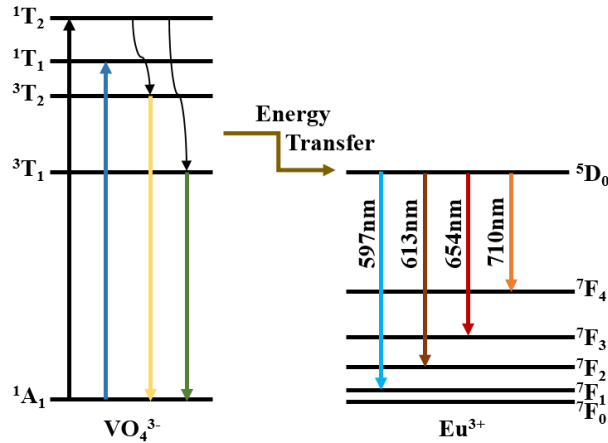 ¹T₂
¹T₁
³T₂
³T₁
¹A₁
VO₄³⁻
Energy
Transfer
⁵D₀
597nm
613nm
654nm
710nm
⁷F₄
⁷F₃
⁷F₂
⁷F₁
⁷F₀
Eu³⁺